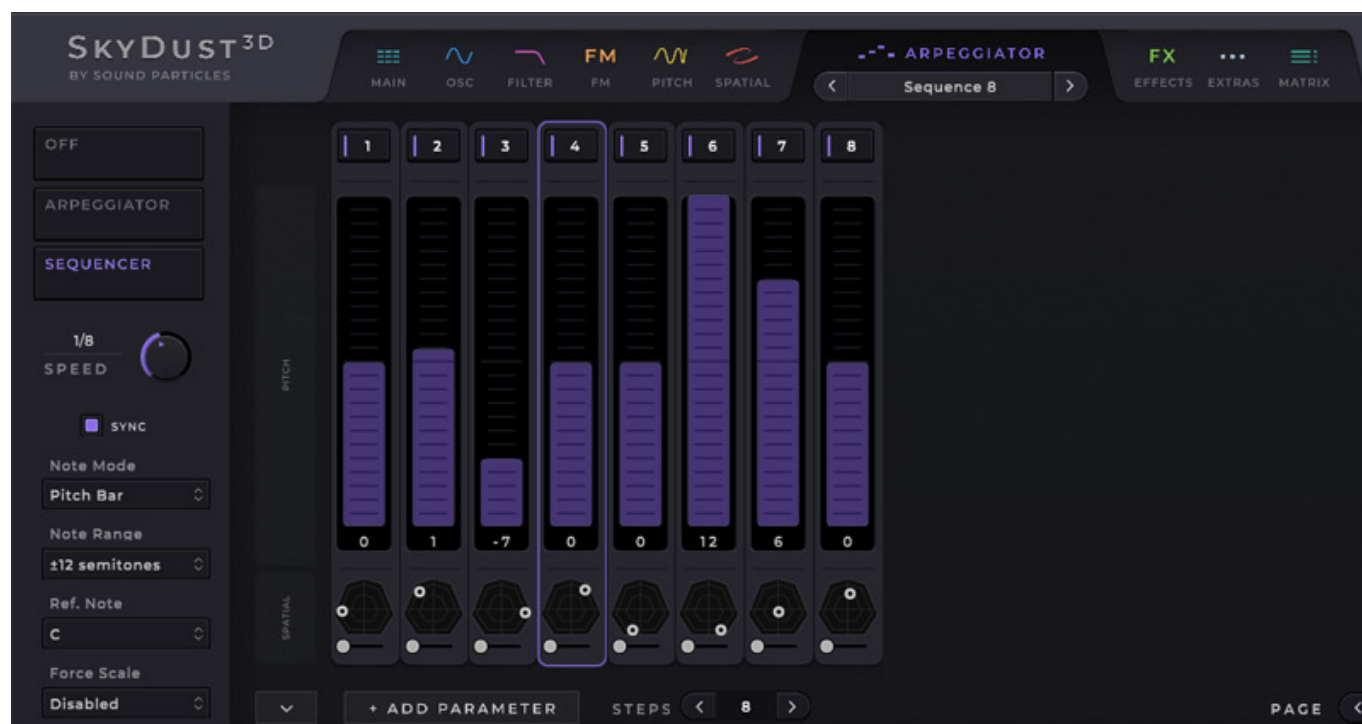 SKYDUST3D
BY SOUND PARTICLES
MAIN
OSC
FILTER
FM
FM
PITCH
SPATIAL
ARPEGGIATOR
Sequence 8
FX
EFFECTS
EXTRAS
MATRIX
OFF
ARPEGGIATOR
SEQUENCER
1/8
SPEED
SYNC
Note Mode
Pitch Bar
Note Range
±12 semitones
Ref. Note
C
Force Scale
Disabled
1 2 3 4 5 6 7 8
PITCH
0 1 -7 0 0 12 6 0
SPATIAL
+ ADD PARAMETER
STEPS < 8 >
PAGE <